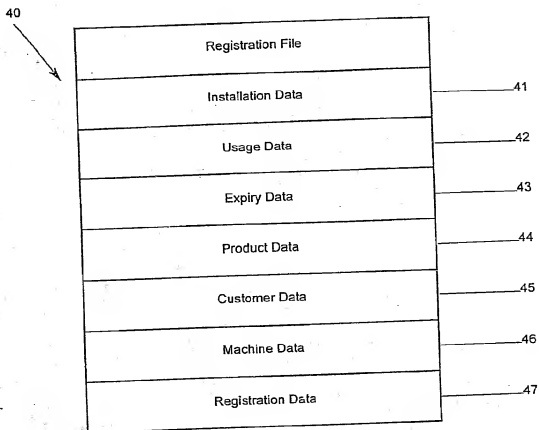 40
Registration File
Installation Data
41
Usage Data
42
Expiry Data
43
Product Data
44
Customer Data
45
Machine Data
46
Registration Data
47